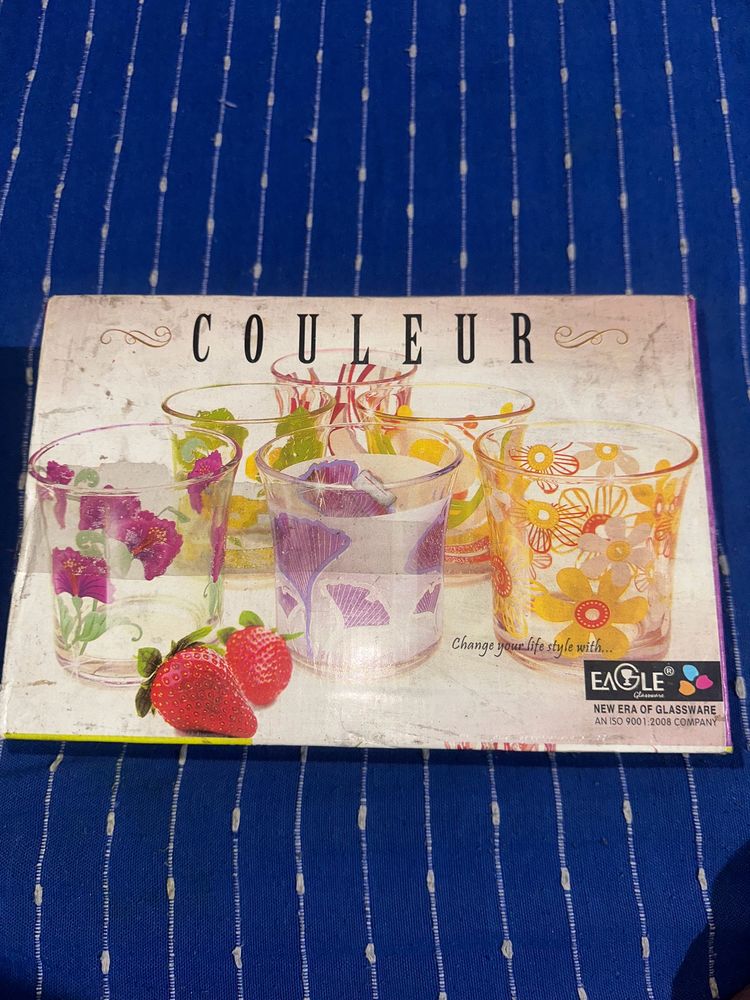 COULEUR
Change your life style with...
EAGLE®
Glassware
NEW ERA OF GLASSWARE
AN ISO 9001:2008 COMPANY